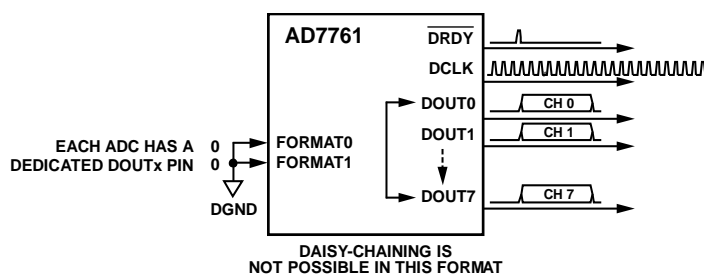 AD7761
DRDY
DCLK
DOUT0
CH 0
DOUT1
CH 1
EACH ADC HAS A 0
FORMAT0
DEDICATED DOUTx PIN 0
FORMAT1
DGND
DOUT7
CH 7
DAISY-CHAINING IS
NOT POSSIBLE IN THIS FORMAT